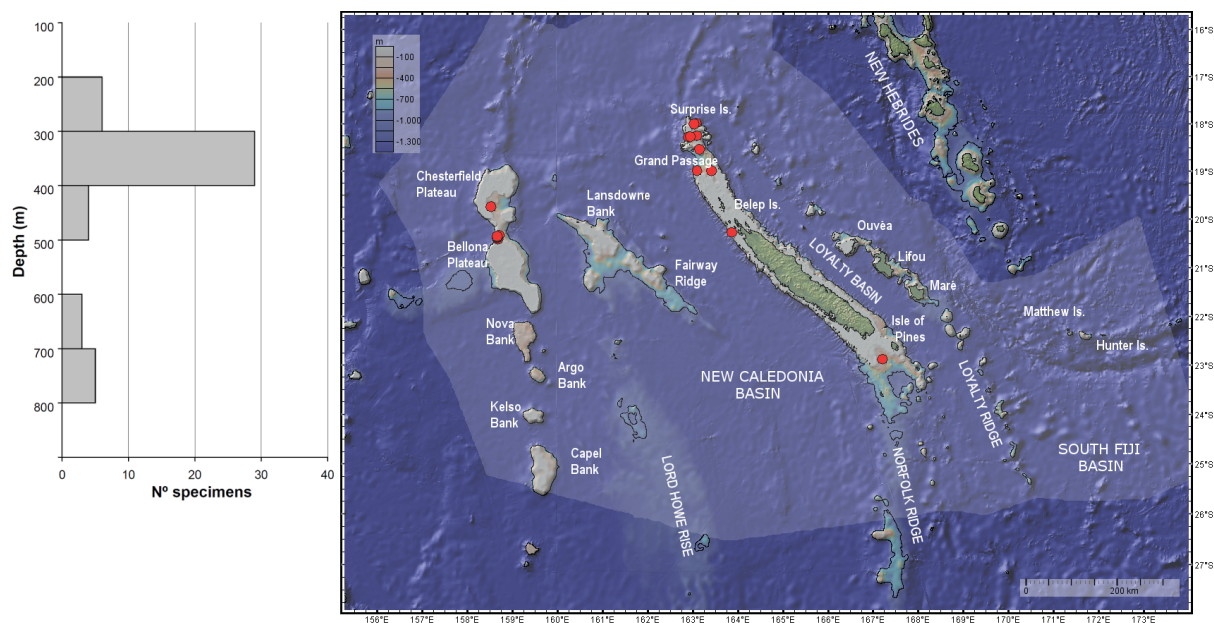 100
200
300
400
500
600
700
800
Depth (m)
0
10
20
30
40
Nº specimens
m
-100
-400
-700
-1.000
-1.300
Surprise Is.
Grand Passage
Belep Is.
Chesterfield
Plateau
Lansdowne
Bank
Bellona
Plateau
Fairway
Ridge
Nova
Bank
Argo
Bank
Kelso
Bank
Capel
Bank
NEW HEBRIDES
Ouvèa
Lifou
Marè
LOYALTY BASIN
Isle of
Pines
Matthew Is.
Hunter Is.
NEW CALEDONIA
BASIN
LOYALTY RIDGE
SOUTH FIJI
BASIN
LORD HOWE RISE
NORFOLK RIDGE
0
200 km
16°S
17°S
18°S
19°S
20°S
21°S
22°S
23°S
24°S
25°S
26°S
27°S
156°E
157°E
158°E
159°E
160°E
161°E
162°E
163°E
164°E
165°E
166°E
167°E
168°E
169°E
170°E
171°E
172°E
173°E